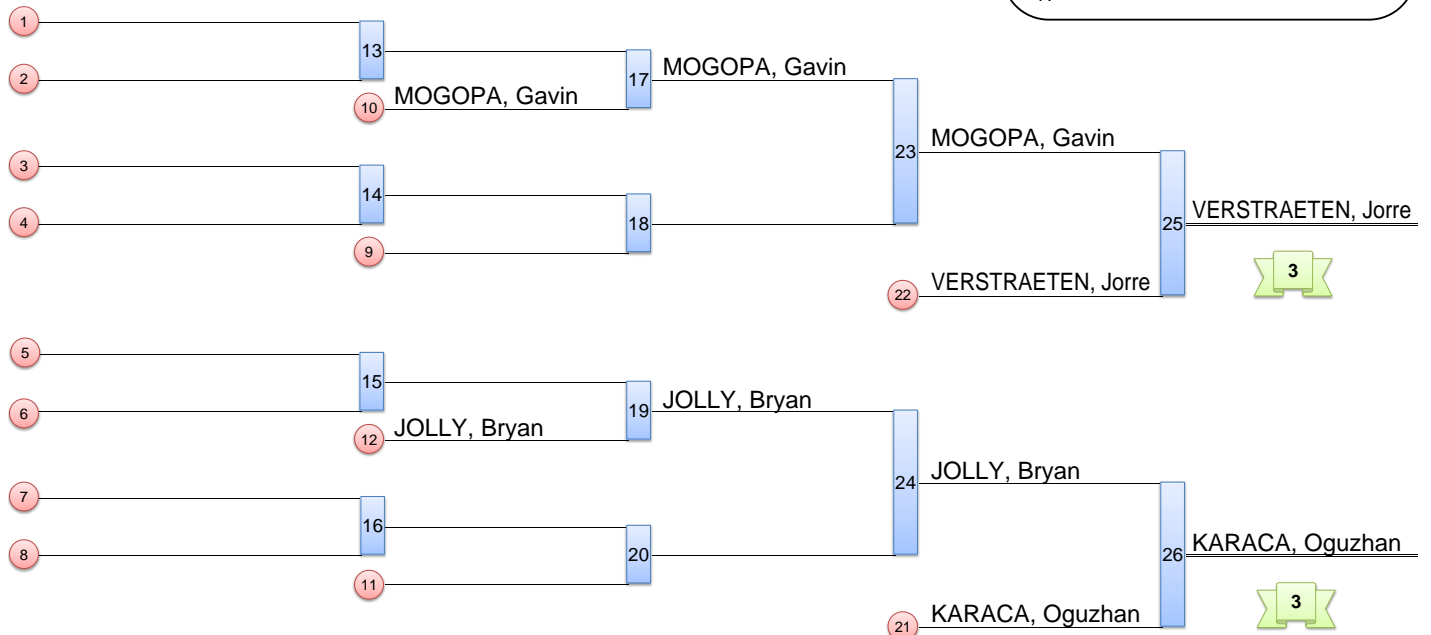 1
13
MOGOPA, Gavin
2
17
10
MOGOPA, Gavin
MOGOPA, Gavin
23
3
14
VERSTRAETEN, Jorre
4
18
25
9
3
VERSTRAETEN, Jorre
22
5
15
JOLLY, Bryan
6
19
12
JOLLY, Bryan
JOLLY, Bryan
24
7
16
KARACA, Oguzhan
8
20
26
11
3
KARACA, Oguzhan
21